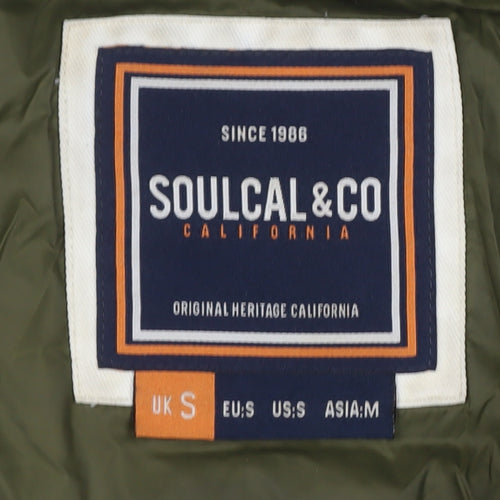 SINCE 1986
SOULCAL & CO
CALIFORNIA
ORIGINAL HERITAGE CALIFORNIA
UK S EU:S US:S ASIA:M